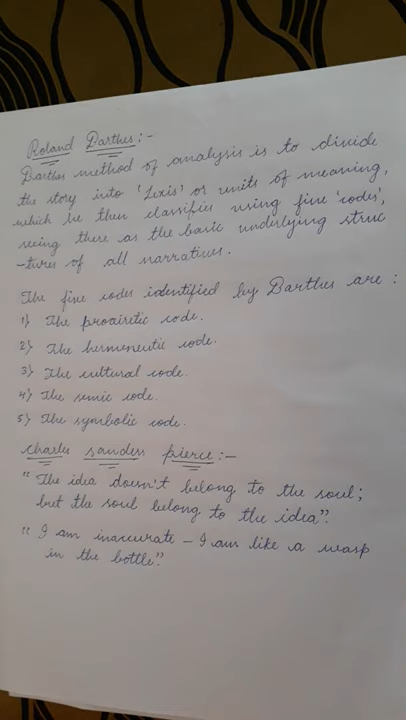 Roland Barthes:-
Barthes method of analysis is to divide
the story into 'Lexis' or units of meaning,
which he then classifies using five 'codes',
seeing there as the basic underlying struc
-tures of all narratives.
The five codes identified by Barthes are :
1) The proairetic code.
2) The hermeneutic code.
3) The cultural code.
4) The semic code.
5) The symbolic code.
Charles sanders pierce:-
"The idea doesn't belong to the soul;
but the soul belong to the idea".
"I am inaccurate - I am like a wasp
in the bottle".